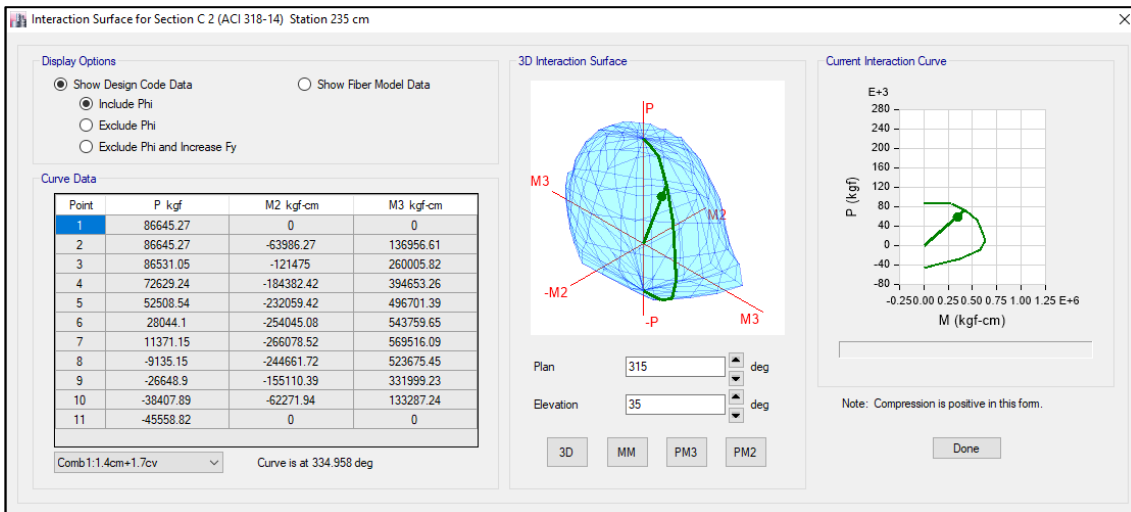 Interaction Surface for Section C 2 (ACI 318-14) Station 235 cm
Display Options
Show Design Code Data Show Fiber Model Data
Include Phi
Exclude Phi
Exclude Phi and Increase Fy
Curve Data
Point P kgf M2 kgf-cm M3 kgf-cm
1 86645.27 0 0
2 86645.27 -63986.27 136956.61
3 86531.05 -121475 260005.82
4 72629.24 -184382.42 394653.26
5 52508.54 -232059.42 496701.39
6 28044.1 -254045.08 543759.65
7 11371.15 -266078.52 569516.09
8 -9135.15 -244661.72 523675.45
9 -26648.9 -155110.39 331999.23
10 -38407.89 -62271.94 133287.24
11 -45558.82 0 0
Comb1:1.4cm+1.7cv Curve is at 334.958 deg
3D Interaction Surface
P
M3
M2
-M2
-P
M3
Plan 315 deg
Elevation 35 deg
3D MM PM3 PM2
Current Interaction Curve
E+3
280
240
200
160
120
80
40
0
-40
-80
P (kgf)
-0.250.00 0.25 0.50 0.75 1.00 1.25 E+6
M (kgf-cm)
Note: Compression is positive in this form.
Done